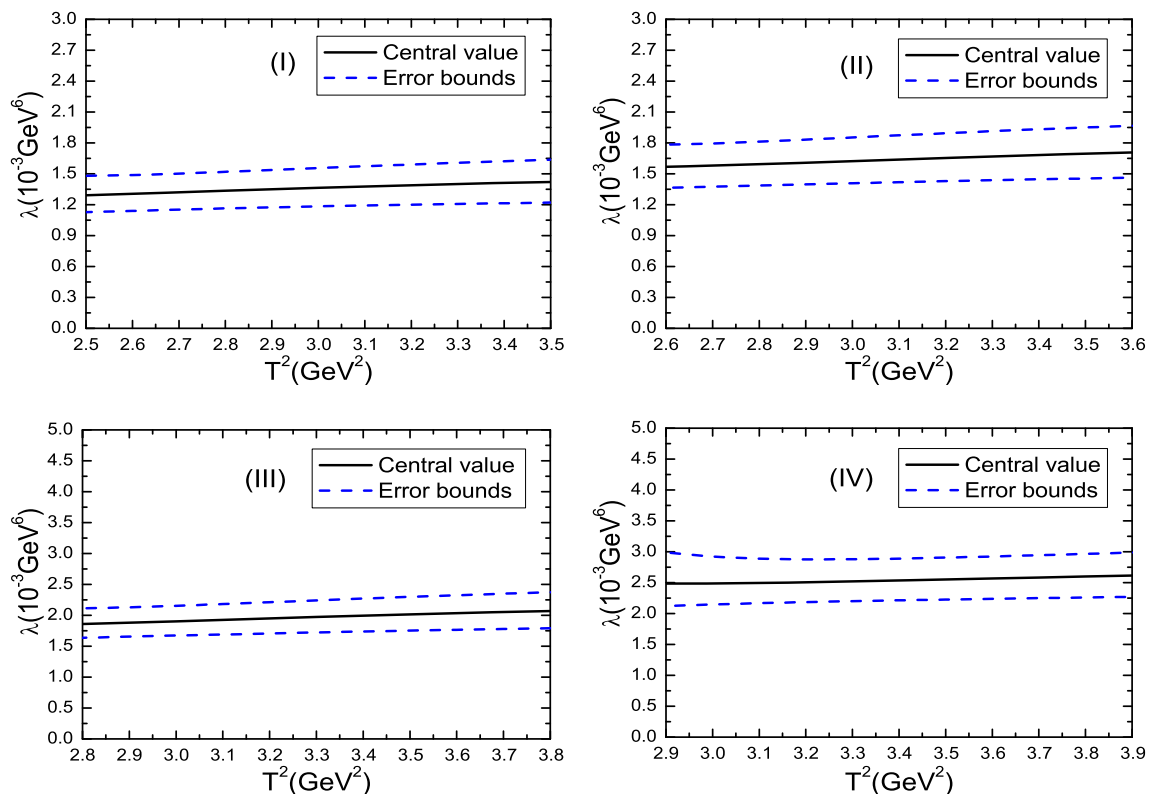 3.0
2.7
2.4
2.1
1.8
1.5
1.2
0.9
0.6
0.3
0.0
λ(10⁻³GeV⁶)
(I)
Central value
Error bounds
2.5 2.6 2.7 2.8 2.9 3.0 3.1 3.2 3.3 3.4 3.5
T²(GeV²)
3.0
2.7
2.4
2.1
1.8
1.5
1.2
0.9
0.6
0.3
0.0
λ(10⁻³GeV⁶)
(II)
Central value
Error bounds
2.6 2.7 2.8 2.9 3.0 3.1 3.2 3.3 3.4 3.5 3.6
T²(GeV²)
5.0
4.5
4.0
3.5
3.0
2.5
2.0
1.5
1.0
0.5
0.0
λ(10⁻³GeV⁶)
(III)
Central value
Error bounds
2.8 2.9 3.0 3.1 3.2 3.3 3.4 3.5 3.6 3.7 3.8
T²(GeV²)
5.0
4.5
4.0
3.5
3.0
2.5
2.0
1.5
1.0
0.5
0.0
λ(10⁻³GeV⁶)
(IV)
Central value
Error bounds
2.9 3.0 3.1 3.2 3.3 3.4 3.5 3.6 3.7 3.8 3.9
T²(GeV²)